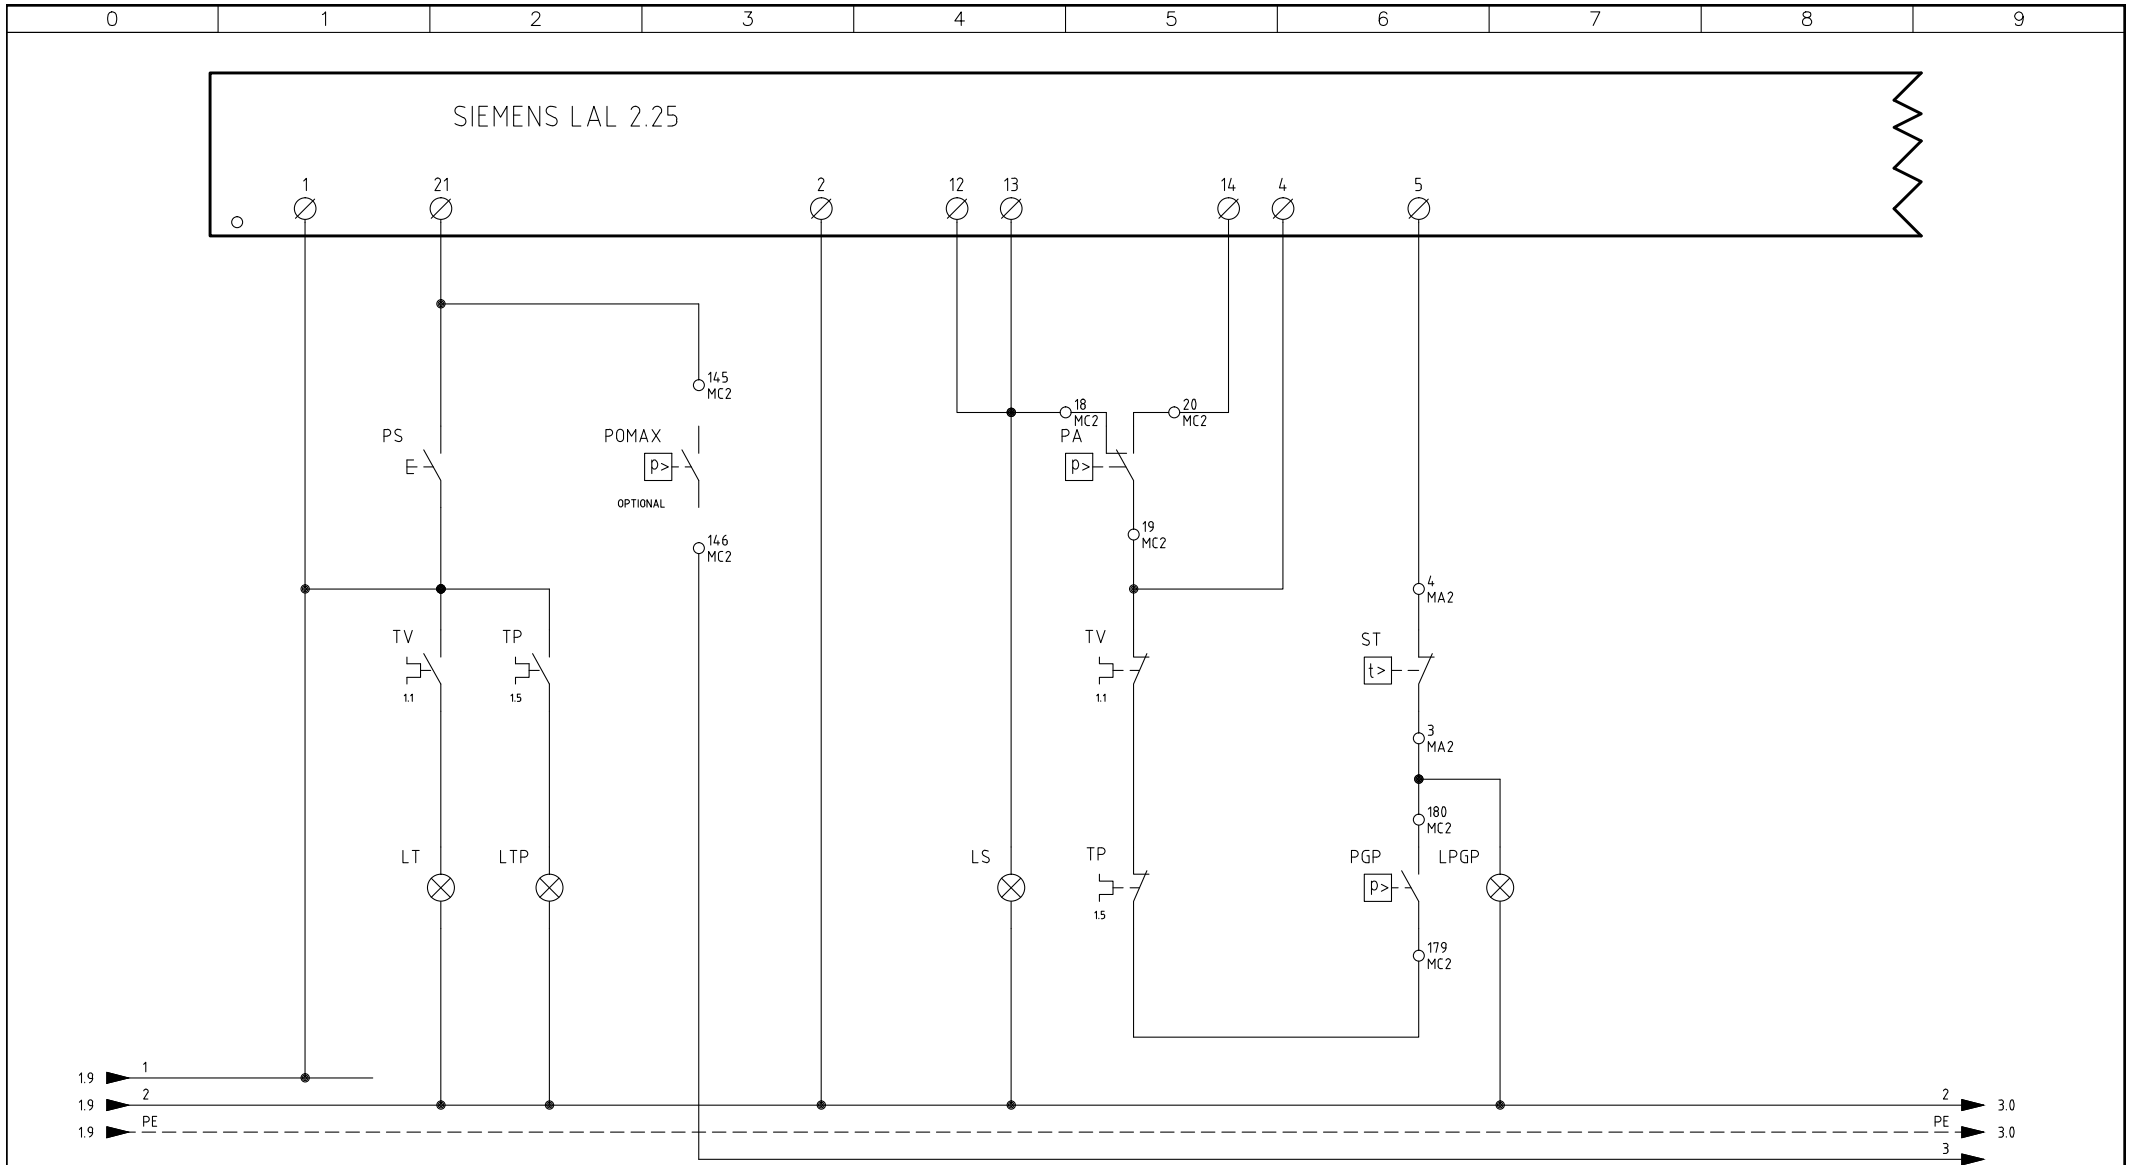 0 1 2 3 4 5 6 7 8 9
SIEMENS LAL 2.25
1 21 2 12 13 14 4 5
145
MC2
18
MC2
20
MC2
PS
POMAX
PA
E
p>
p>
OPTIONAL
19
MC2
146
MC2
4
MA2
TV
TP
TV
ST
t>
1.1
1.5
1.1
3
MA2
180
MC2
LT
LTP
LS
TP
PGP
LPGP
p>
1.5
179
MC2
1.9 1
1.9 2 2 3.0
1.9 PE PE 3.0
3